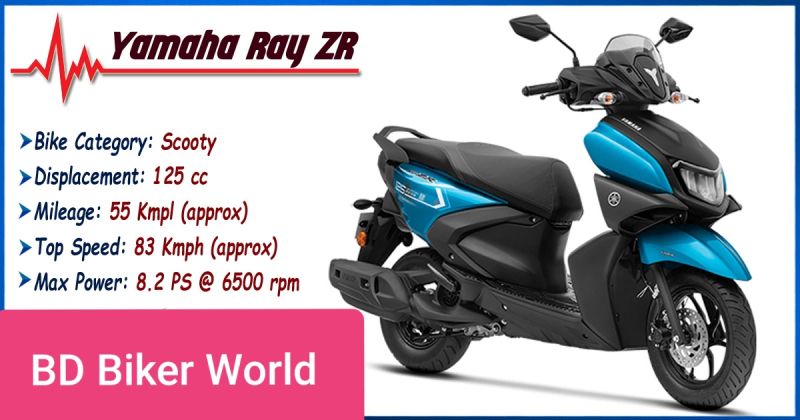 Yamaha Ray ZR
Bike Category: Scooty
Displacement: 125 cc
Mileage: 55 Kmpl (approx)
Top Speed: 83 Kmph (approx)
Max Power: 8.2 PS @ 6500 rpm
BD Biker World
YAMAHA